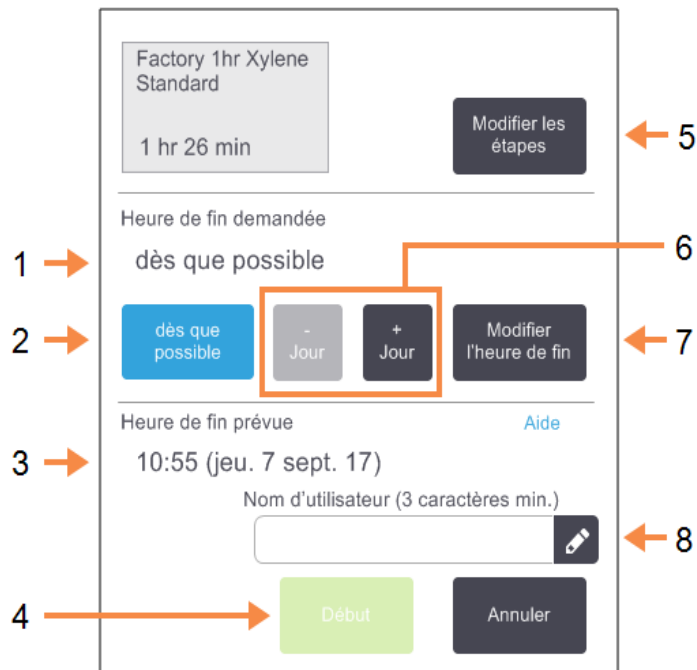 Factory 1hr Xylene
Standard
1 hr 26 min
Modifier les
étapes
5
Heure de fin demandée
6
1
dès que possible
2
dès que
possible
-
Jour
+
Jour
Modifier
l'heure de fin
7
Heure de fin prévue
Aide
3
10:55 (jeu. 7 sept. 17)
Nom d'utilisateur (3 caractères min.)
8
4
Début
Annuler